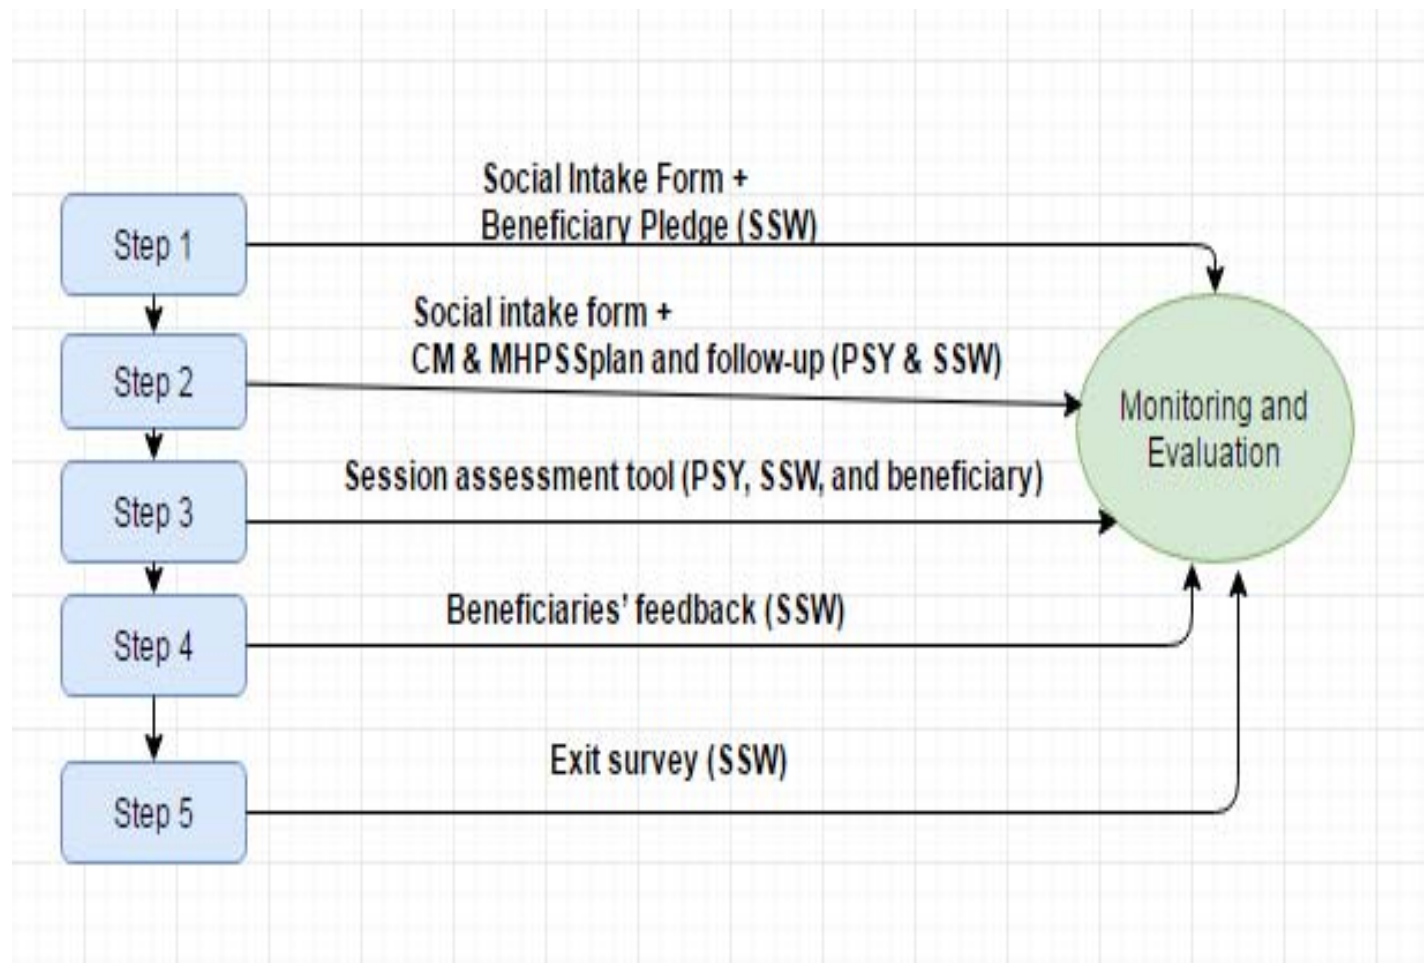 Social Intake Form +
Beneficiary Pledge (SSW)
Step 1
Social intake form +
CM & MHPSSplan and follow-up (PSY & SSW)
Step 2
Monitoring and
Evaluation
Session assessment tool (PSY, SSW, and beneficiary)
Step 3
Beneficiaries’ feedback (SSW)
Step 4
Exit survey (SSW)
Step 5